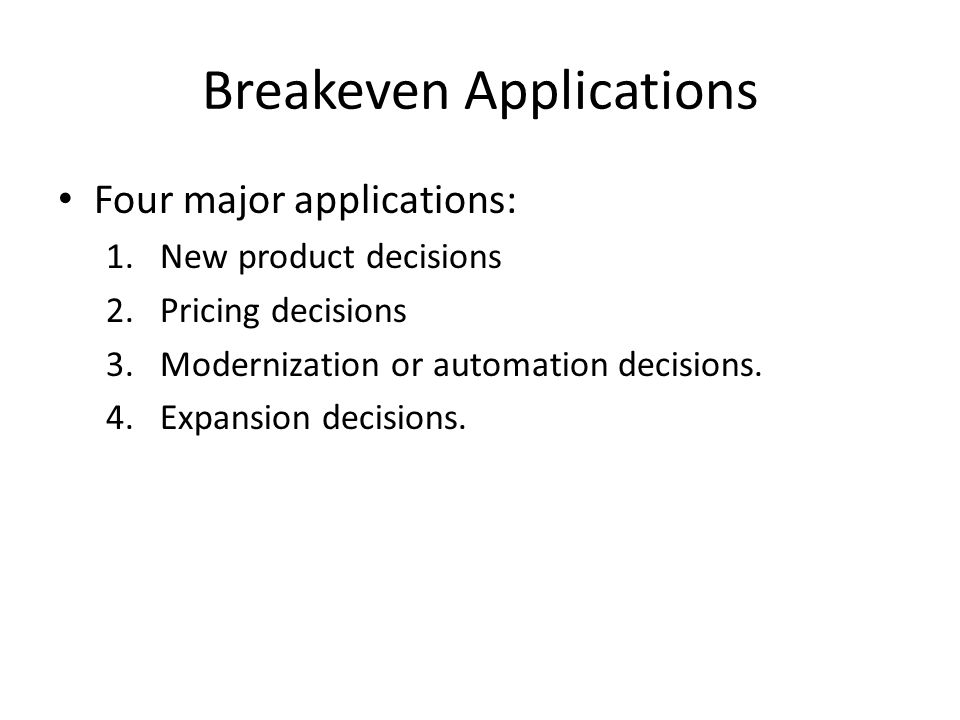 Breakeven Applications
• Four major applications:
1. New product decisions
2. Pricing decisions
3. Modernization or automation decisions.
4. Expansion decisions.